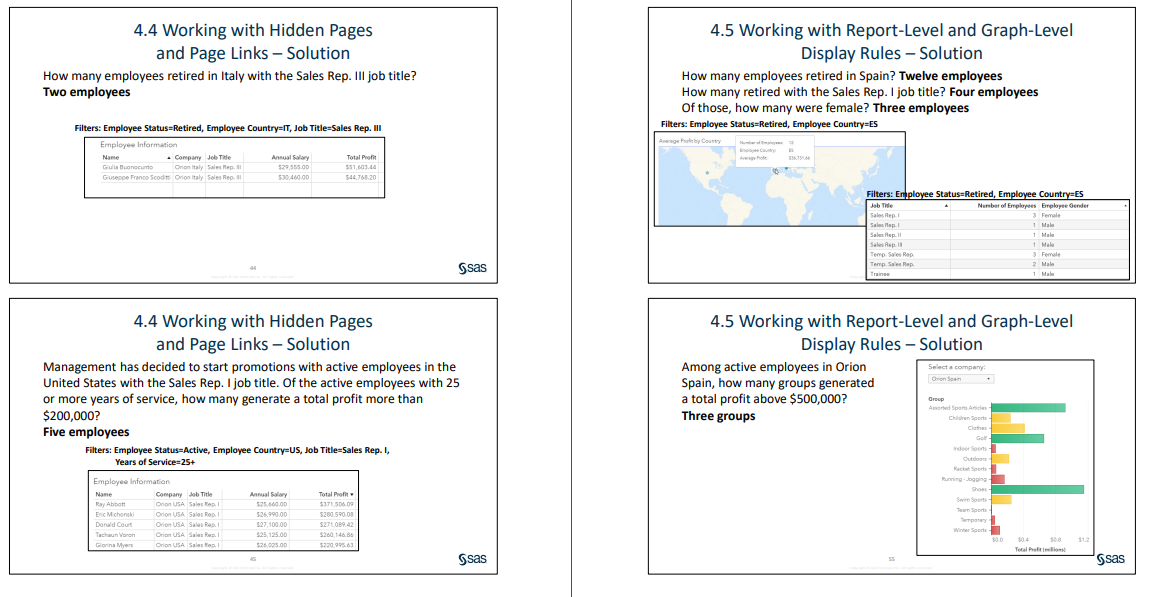 4.4 Working with Hidden Pages
and Page Links – Solution
How many employees retired in Italy with the Sales Rep. III job title?
Two employees
Filters: Employee Status=Retired, Employee Country=IT, Job Title=Sales Rep. III
Employee Information
Name ▲ Company Job Title Annual Salary Total Profit
Giulia Buonocunto Orion Italy Sales Rep. III $29,555.00 $51,603.44
Giuseppe Franco Scoditti Orion Italy Sales Rep. III $30,460.00 $44,768.20
48
sas
4.5 Working with Report-Level and Graph-Level
Display Rules – Solution
How many employees retired in Spain? Twelve employees
How many retired with the Sales Rep. I job title? Four employees
Of those, how many were female? Three employees
Filters: Employee Status=Retired, Employee Country=ES
Average Profit by Country
Number of Employees: 12
Employee Country: ES
Average Profit:
Filters: Employee Status=Retired, Employee Country=ES
Job Title ▲ Number of Employees Employee Gender
Sales Rep. I 3 Female
Sales Rep. I 1 Male
Sales Rep. II 1 Male
Sales Rep. III 1 Male
Temp. Sales Rep. 3 Female
Temp. Sales Rep. 2 Male
Trainee 1 Male
4.4 Working with Hidden Pages
and Page Links – Solution
Management has decided to start promotions with active employees in the
United States with the Sales Rep. I job title. Of the active employees with 25
or more years of service, how many generate a total profit more than
$200,000?
Five employees
Filters: Employee Status=Active, Employee Country=US, Job Title=Sales Rep. I,
Years of Service=25+
Employee Information
Name Company Job Title Annual Salary Total Profit ▼
Ray Abbott Orion USA Sales Rep. I $25,660.00 $371,506.09
Eric Michonski Orion USA Sales Rep. I $26,990.00 $280,590.08
Donald Court Orion USA Sales Rep. I $27,100.00 $271,089.42
Tachaun Voron Orion USA Sales Rep. I $25,125.00 $260,146.86
Glorina Myers Orion USA Sales Rep. I $26,025.00 $220,995.63
sas
4.5 Working with Report-Level and Graph-Level
Display Rules – Solution
Among active employees in Orion
Spain, how many groups generated
a total profit above $500,000?
Three groups
Select a company:
Orion Spain ▼
Group
Assorted Sports Articles
Children Sports
Clothes
Golf
Indoor Sports
Outdoors
Racket Sports
Running - Jogging
Shoes
Swim Sports
Team Sports
Temporary
Winter Sports
$0.0 $0.4 $0.8 $1.2
Total Profit (millions)
55
sas